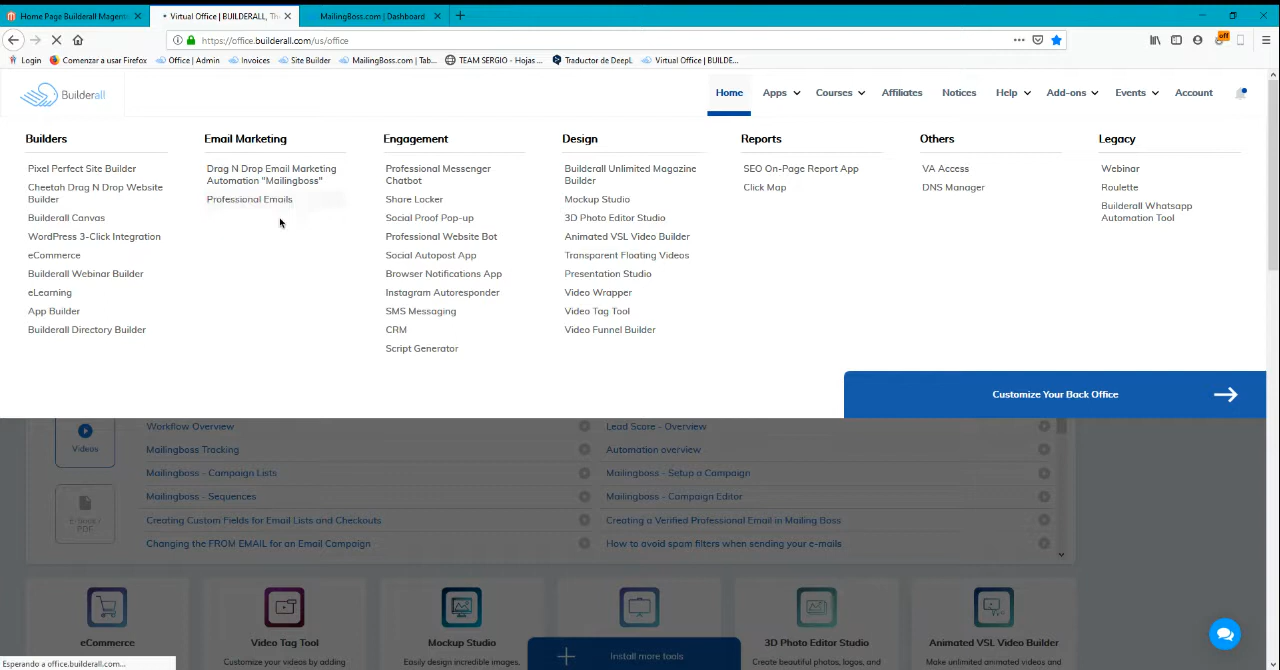 Home Page Builderall Magento
Virtual Office | BUILDERALL, Th
MailingBoss.com | Dashboard
https://office.builderall.com/us/office
off
Login
Comenzar a usar Firefox
Office | Admin
Invoices
Site Builder
MailingBoss.com | Tab...
TEAM SERGIO - Hojas ...
Traductor de DeepL
Virtual Office | BUILDE...
Builderall
Home
Apps
Courses
Affiliates
Notices
Help
Add-ons
Events
Account
Builders
Pixel Perfect Site Builder
Cheetah Drag N Drop Website
Builder
Builderall Canvas
WordPress 3-Click Integration
eCommerce
Builderall Webinar Builder
eLearning
App Builder
Builderall Directory Builder
Email Marketing
Drag N Drop Email Marketing
Automation "Mailingboss"
Professional Emails
Engagement
Professional Messenger
Chatbot
Share Locker
Social Proof Pop-up
Professional Website Bot
Social Autopost App
Browser Notifications App
Instagram Autoresponder
SMS Messaging
CRM
Script Generator
Design
Builderall Unlimited Magazine
Builder
Mockup Studio
3D Photo Editor Studio
Animated VSL Video Builder
Transparent Floating Videos
Presentation Studio
Video Wrapper
Video Tag Tool
Video Funnel Builder
Reports
SEO On-Page Report App
Click Map
Others
VA Access
DNS Manager
Legacy
Webinar
Roulette
Builderall Whatsapp
Automation Tool
Customize Your Back Office
Videos
E-Book /
PDF
Workflow Overview
Lead Score - Overview
Mailingboss Tracking
Automation overview
Mailingboss - Campaign Lists
Mailingboss - Setup a Campaign
Mailingboss - Sequences
Mailingboss - Campaign Editor
Creating Custom Fields for Email Lists and Checkouts
Creating a Verified Professional Email in Mailing Boss
Changing the FROM EMAIL for an Email Campaign
How to avoid spam filters when sending your e-mails
eCommerce
Video Tag Tool
Customize your videos by adding
Mockup Studio
Easily design incredible images,
Install more tools
3D Photo Editor Studio
Create beautiful photos, logos, and
Animated VSL Video Builder
Make unlimited animated videos and
Esperando a office.builderall.com...